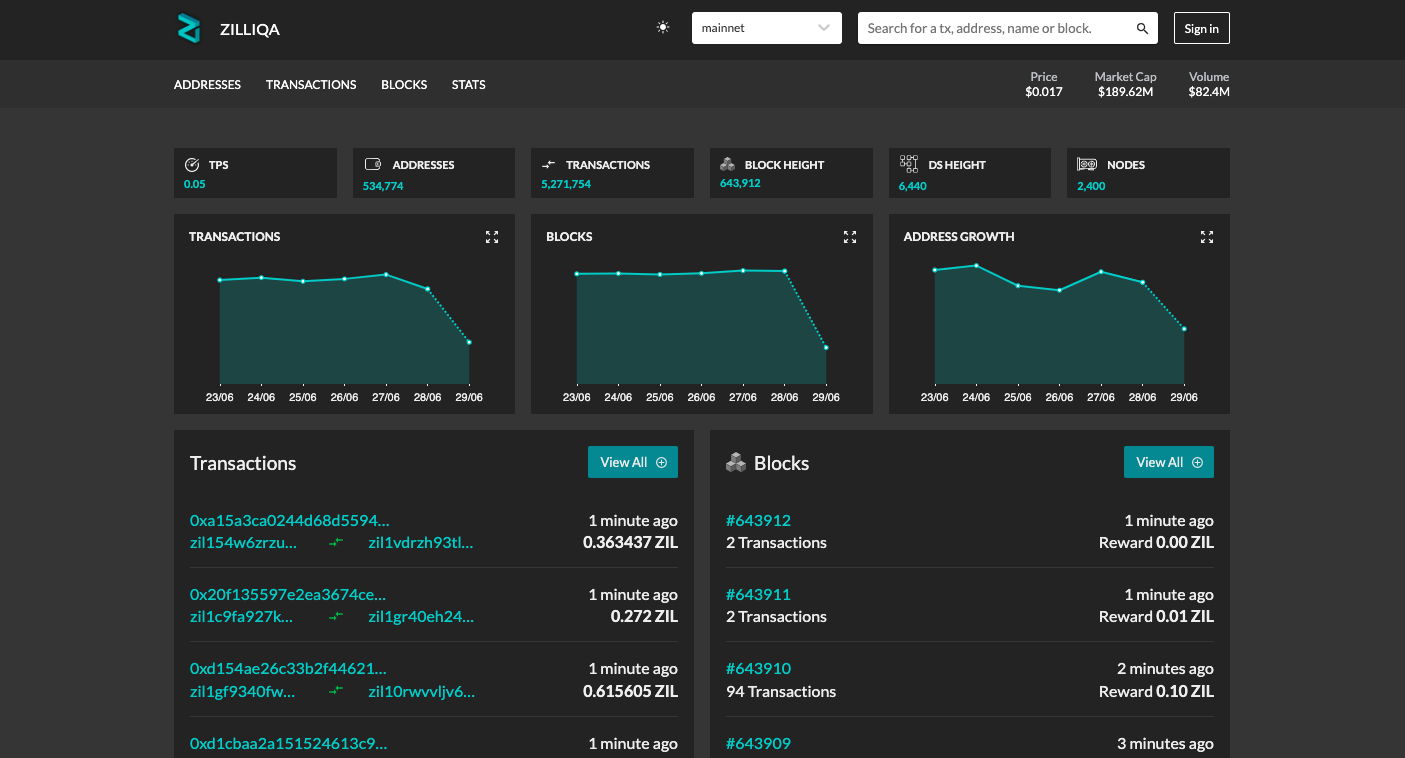 ZILLIQA
mainnet
Search for a tx, address, name or block.
Sign in
ADDRESSES TRANSACTIONS BLOCKS STATS
Price Market Cap Volume
$0.017 $189.62M $82.4M
TPS
0.05
ADDRESSES
534,774
TRANSACTIONS
5,271,754
BLOCK HEIGHT
643,912
DS HEIGHT
6,440
NODES
2,400
TRANSACTIONS
23/06 24/06 25/06 26/06 27/06 28/06 29/06
BLOCKS
23/06 24/06 25/06 26/06 27/06 28/06 29/06
ADDRESS GROWTH
23/06 24/06 25/06 26/06 27/06 28/06 29/06
Transactions View All
0xa15a3ca0244d68d5594... 1 minute ago
zil154w6zrzu... zil1vdrzh93tl... 0.363437 ZIL
0x20f135597e2ea3674ce... 1 minute ago
zil1c9fa927k... zil1gr40eh24... 0.272 ZIL
0xd154ae26c33b2f44621... 1 minute ago
zil1gf9340fw... zil10rwvvljv6... 0.615605 ZIL
0xd1cbaa2a151524613c9... 1 minute ago
Blocks View All
#643912 1 minute ago
2 Transactions Reward 0.00 ZIL
#643911 1 minute ago
2 Transactions Reward 0.01 ZIL
#643910 2 minutes ago
94 Transactions Reward 0.10 ZIL
#643909 3 minutes ago